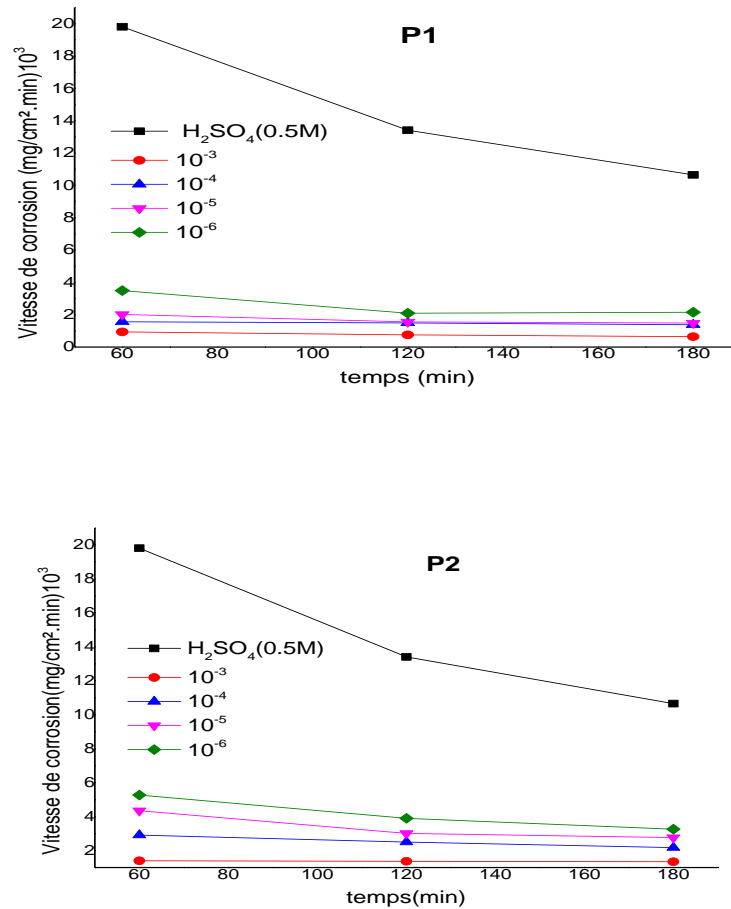 P1
Vitesse de corrosion (mg/cm².min)10³
20
18
16
14
12
10
8
6
4
2
0
H₂SO₄(0.5M)
10⁻³
10⁻⁴
10⁻⁵
10⁻⁶
60 80 100 120 140 160 180
temps (min)
P2
Vitesse de corrosion(mg/cm².min)10³
20
18
16
14
12
10
8
6
4
2
H₂SO₄(0.5M)
10⁻³
10⁻⁴
10⁻⁵
10⁻⁶
60 80 100 120 140 160 180
temps(min)